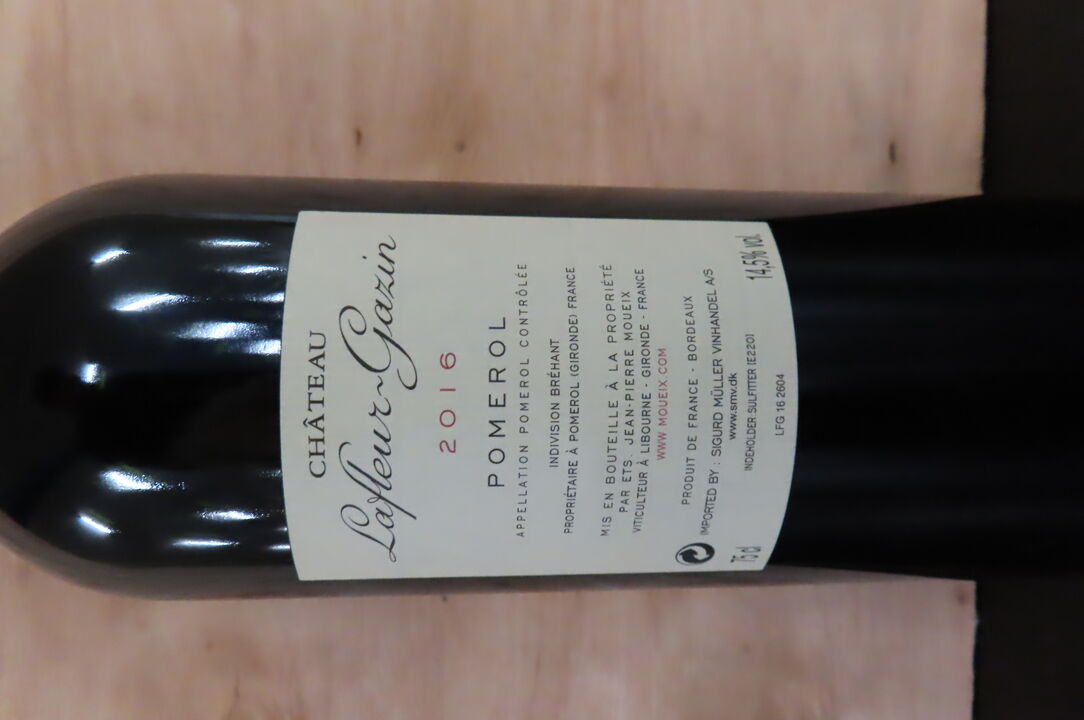 CHÂTEAU
Lafleur-Gazin
2016
POMEROL
APPELLATION POMEROL CONTRÔLÉE
INDIVISION BRÉHANT
PROPRIÉTAIRE À POMEROL (GIRONDE) FRANCE
MIS EN BOUTEILLE À LA PROPRIÉTÉ
PAR ETS. JEAN-PIERRE MOUEIX
VITICULTEUR À LIBOURNE - GIRONDE - FRANCE
WWW.MOUEIX.COM
PRODUIT DE FRANCE - BORDEAUX
IMPORTED BY : SIGURD MÜLLER VINHANDEL A/S
www.smv.dk
INDEHOLDER SULFITTER (E220)
75 cl 14,5% vol.
LFG 16 2604